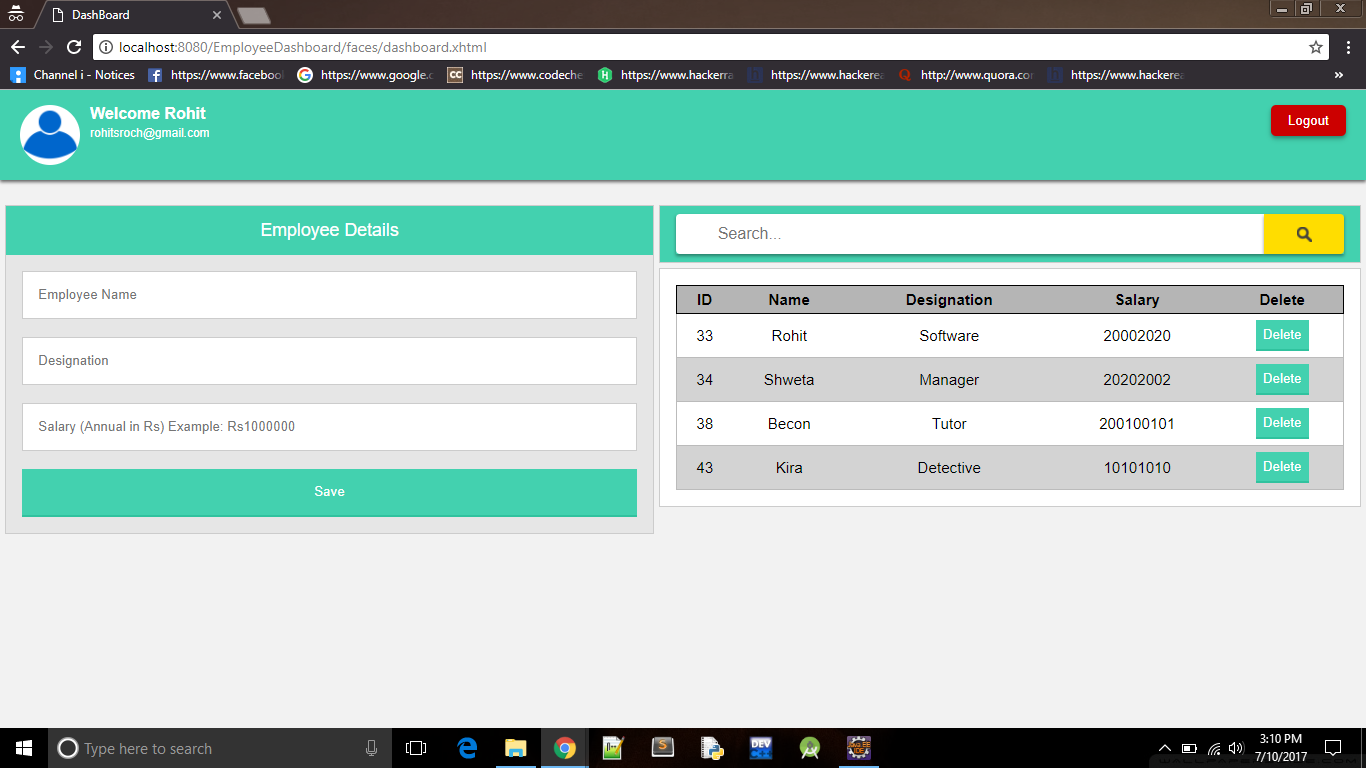 DashBoard
localhost:8080/EmployeeDashboard/faces/dashboard.xhtml
Channel i - Notices https://www.facebool https://www.google.c https://www.codeche https://www.hackerra https://www.hackerea http://www.quora.cor https://www.hackerea »
Welcome Rohit
rohitsroch@gmail.com
Logout
Employee Details
Employee Name
Designation
Salary (Annual in Rs) Example: Rs1000000
Save
Search...
ID Name Designation Salary Delete
33 Rohit Software 20002020 Delete
34 Shweta Manager 20202002 Delete
38 Becon Tutor 200100101 Delete
43 Kira Detective 10101010 Delete
Type here to search
3:10 PM
7/10/2017